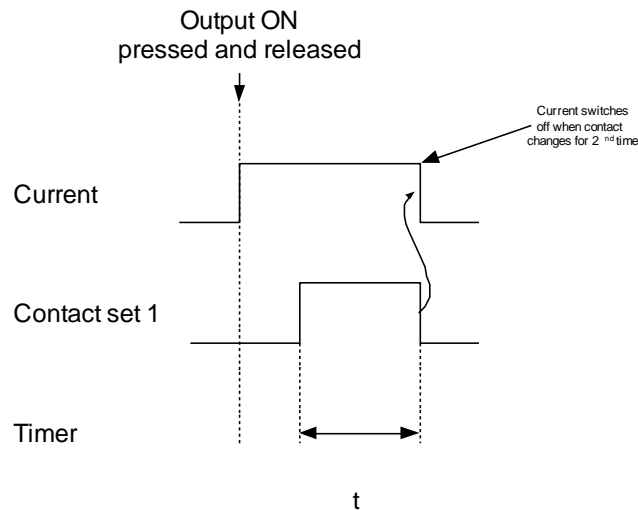 Output ON
pressed and released
Current switches
off when contact
changes for 2 nd time
Current
Contact set 1
Timer
t